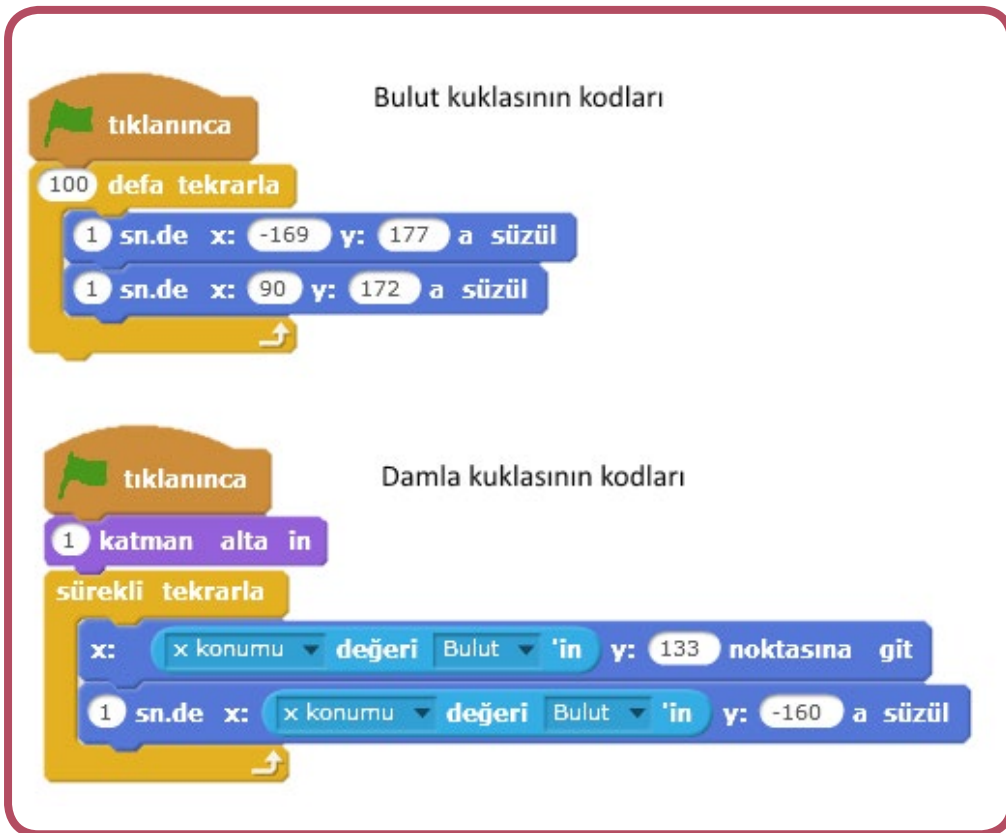 Bulut kuklasının kodları
tıklanınca
100 defa tekrarla
1 sn.de x: -169 y: 177 a süzül
1 sn.de x: 90 y: 172 a süzül
Damla kuklasının kodları
tıklanınca
1 katman alta in
sürekli tekrarla
x: x konumu değeri Bulut 'in y: 133 noktasına git
1 sn.de x: x konumu değeri Bulut 'in y: -160 a süzül